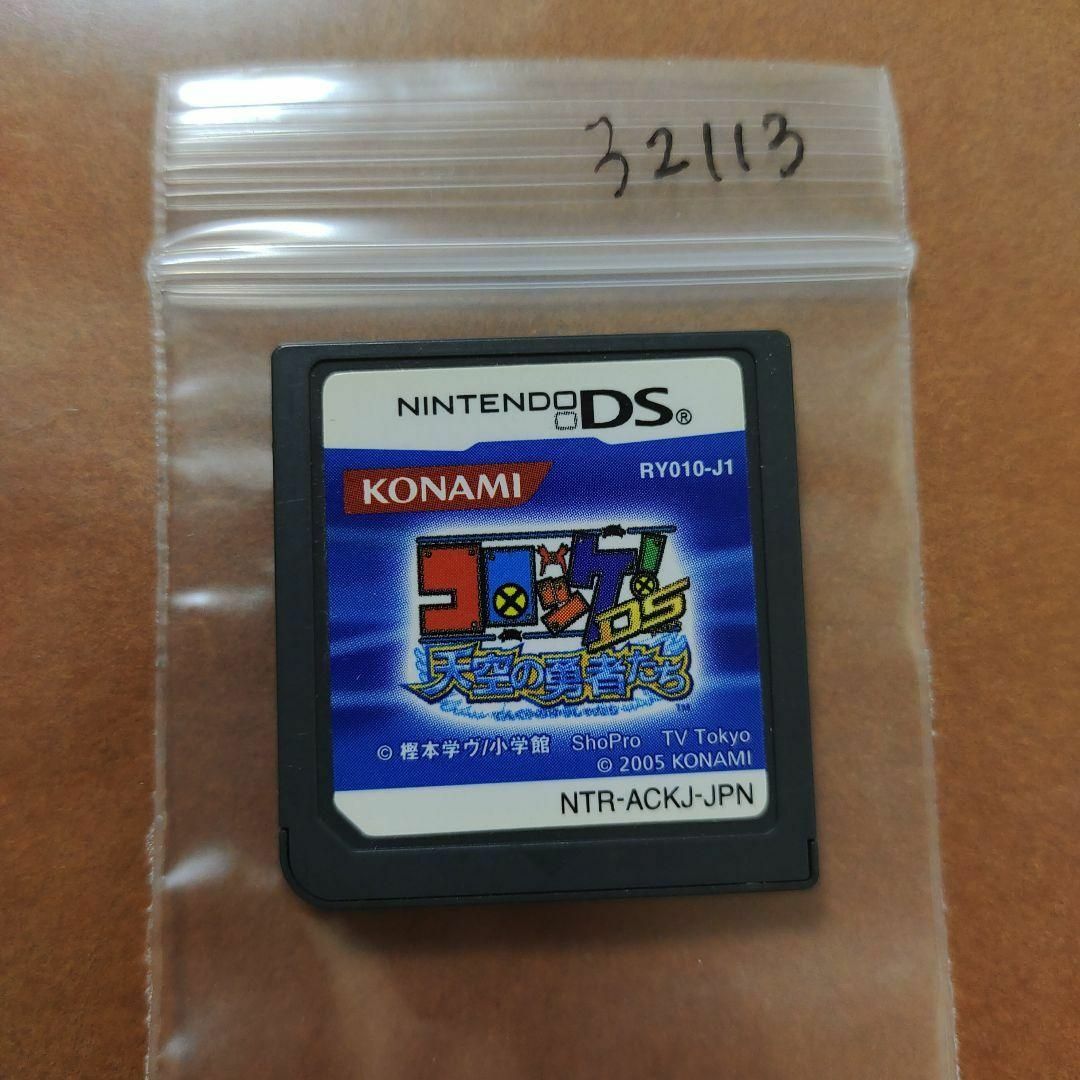 32113
NINTENDO DS®
KONAMI
RY010-J1
コロッケ!
DS
天空の勇者たち
TM
© 樫本学ヴ/小学館 ShoPro TV Tokyo
© 2005 KONAMI
NTR-ACKJ-JPN